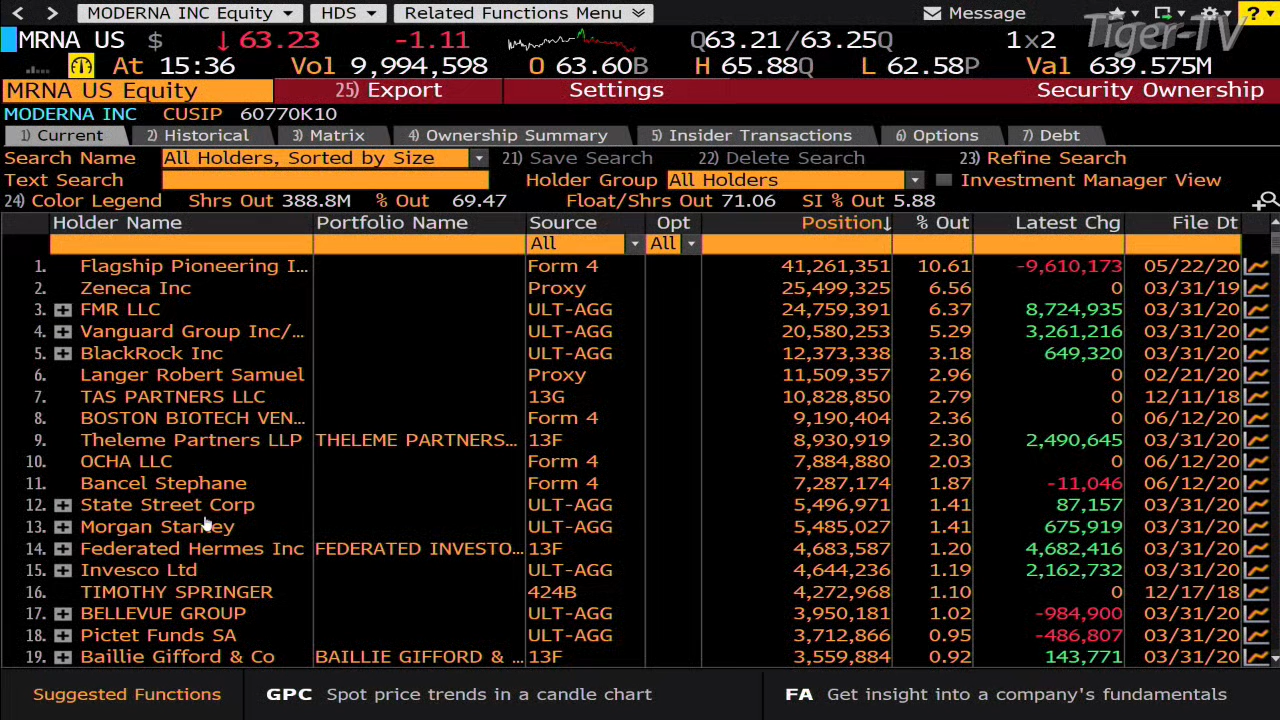 < > MODERNA INC Equity HDS Related Functions Menu Message ?
MRNA US $ ↓ 63.23 -1.11 Q63.21/63.25Q 1x2 Tiger-TV
At 15:36 Vol 9,994,598 O 63.60B H 65.88Q L 62.58P Val 639.575M
MRNA US Equity 25) Export Settings Security Ownership
MODERNA INC CUSIP 60770K10
1) Current 2) Historical 3) Matrix 4) Ownership Summary 5) Insider Transactions 6) Options 7) Debt
Search Name All Holders, Sorted by Size 21) Save Search 22) Delete Search 23) Refine Search
Text Search Holder Group All Holders Investment Manager View
24) Color Legend Shrs Out 388.8M % Out 69.47 Float/Shrs Out 71.06 SI % Out 5.88
Holder Name Portfolio Name Source Opt Position↓ % Out Latest Chg File Dt
All All
1. Flagship Pioneering I... Form 4 41,261,351 10.61 -9,610,173 05/22/20
2. Zeneca Inc Proxy 25,499,325 6.56 0 03/31/19
3. FMR LLC ULT-AGG 24,759,391 6.37 8,724,935 03/31/20
4. Vanguard Group Inc/... ULT-AGG 20,580,253 5.29 3,261,216 03/31/20
5. BlackRock Inc ULT-AGG 12,373,338 3.18 649,320 03/31/20
6. Langer Robert Samuel Proxy 11,509,357 2.96 0 02/21/20
7. TAS PARTNERS LLC 13G 10,828,850 2.79 0 12/11/18
8. BOSTON BIOTECH VEN... Form 4 9,190,404 2.36 0 06/12/20
9. Theleme Partners LLP THELEME PARTNERS... 13F 8,930,919 2.30 2,490,645 03/31/20
10. OCHA LLC Form 4 7,884,880 2.03 0 06/12/20
11. Bancel Stephane Form 4 7,287,174 1.87 -11,046 06/12/20
12. State Street Corp ULT-AGG 5,496,971 1.41 87,157 03/31/20
13. Morgan Stanley ULT-AGG 5,485,027 1.41 675,919 03/31/20
14. Federated Hermes Inc FEDERATED INVESTO... 13F 4,683,587 1.20 4,682,416 03/31/20
15. Invesco Ltd ULT-AGG 4,644,236 1.19 2,162,732 03/31/20
16. TIMOTHY SPRINGER 424B 4,272,968 1.10 0 12/17/18
17. BELLEVUE GROUP ULT-AGG 3,950,181 1.02 -984,900 03/31/20
18. Pictet Funds SA ULT-AGG 3,712,866 0.95 -486,807 03/31/20
19. Baillie Gifford & Co BAILLIE GIFFORD & ... 13F 3,559,884 0.92 143,771 03/31/20
Suggested Functions GPC Spot price trends in a candle chart FA Get insight into a company's fundamentals